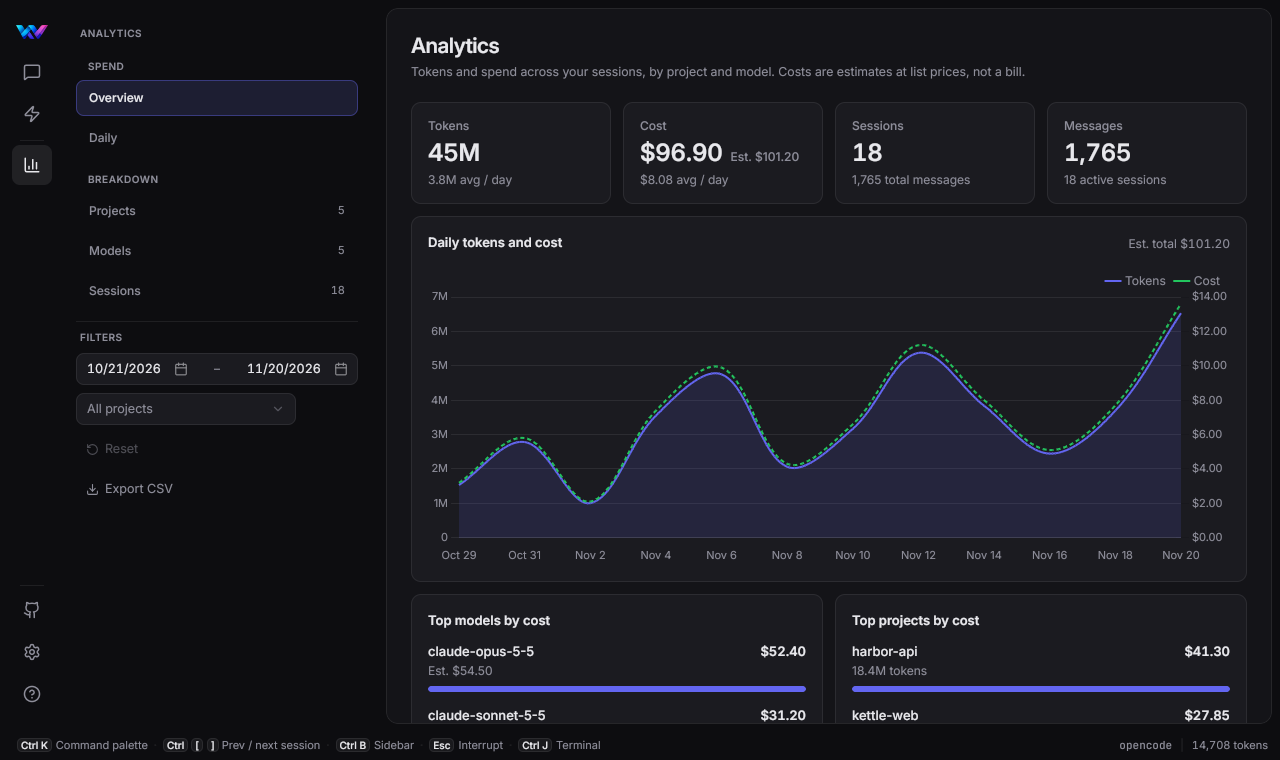 ANALYTICS
SPEND
Overview
Daily
BREAKDOWN
Projects 5
Models 5
Sessions 18
FILTERS
10/21/2026 – 11/20/2026
All projects
Reset
Export CSV
Analytics
Tokens and spend across your sessions, by project and model. Costs are estimates at list prices, not a bill.
Tokens
45M
3.8M avg / day
Cost
$96.90 Est. $101.20
$8.08 avg / day
Sessions
18
1,765 total messages
Messages
1,765
18 active sessions
Daily tokens and cost
Est. total $101.20
Tokens Cost
7M $14.00
6M $12.00
5M $10.00
4M $8.00
3M $6.00
2M $4.00
1M $2.00
0 $0.00
Oct 29 Oct 31 Nov 2 Nov 4 Nov 6 Nov 8 Nov 10 Nov 12 Nov 14 Nov 16 Nov 18 Nov 20
Top models by cost
claude-opus-5-5 $52.40
Est. $54.50
claude-sonnet-5-5 $31.20
Top projects by cost
harbor-api $41.30
18.4M tokens
kettle-web $27.85
Ctrl K Command palette · Ctrl [ ] Prev / next session · Ctrl B Sidebar · Esc Interrupt · Ctrl J Terminal
opencode 14,708 tokens